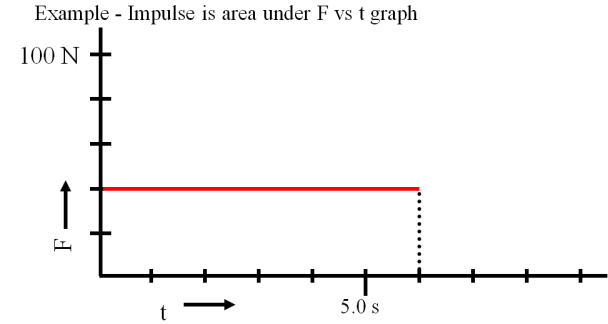 Example - Impulse is area under F vs t graph
100 N
F
5.0 s
t